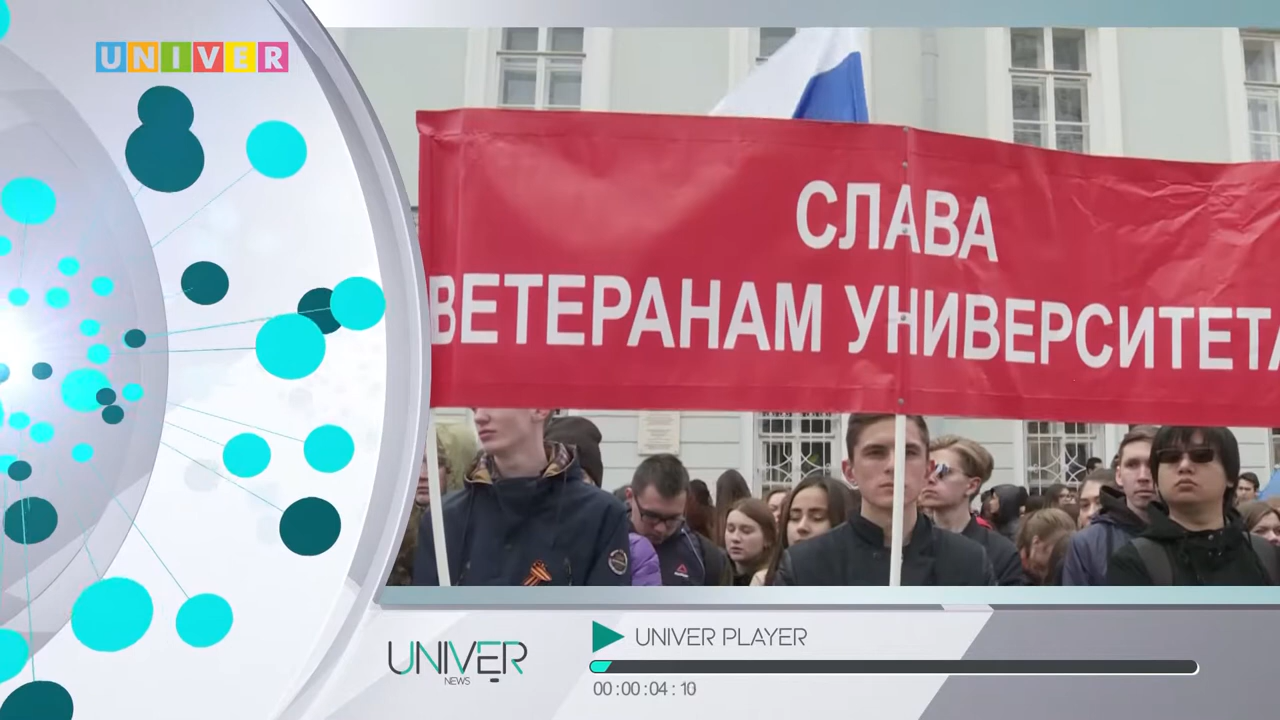 UNIVER
СЛАВА
ВЕТЕРАНАМ УНИВЕРСИТЕТА
UNIVER
NEWS
UNIVER PLAYER
00:00:04:10